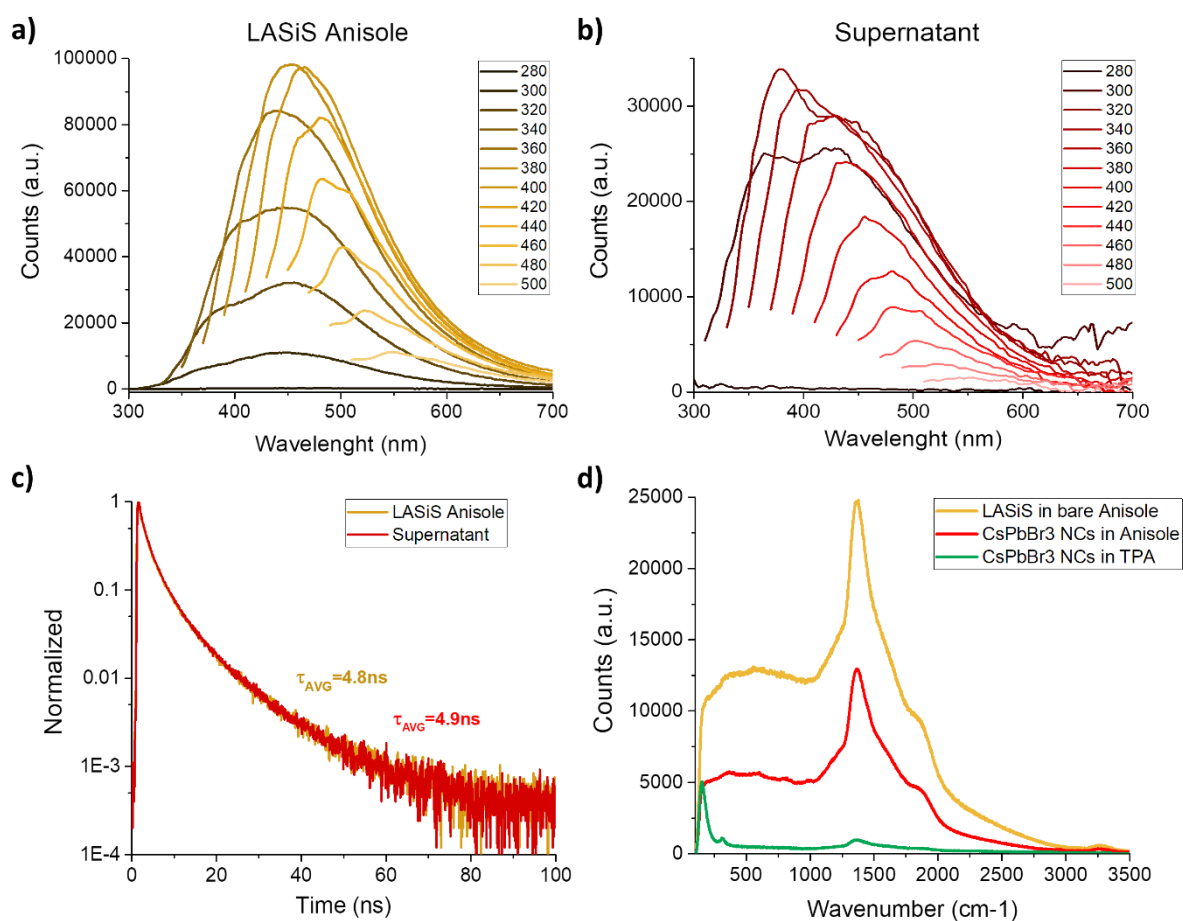 a)
LASiS Anisole
Counts (a.u.)
100000
80000
60000
40000
20000
0
300
400
500
600
700
Wavelenght (nm)
280
300
320
340
360
380
400
420
440
460
480
500
b)
Supernatant
Counts (a.u.)
30000
20000
10000
0
300
400
500
600
700
Wavelenght (nm)
280
300
320
340
360
380
400
420
440
460
480
500
c)
Normalized
1
0.1
0.01
1E-3
1E-4
0
20
40
60
80
100
Time (ns)
LASiS Anisole
Supernatant
τAVG=4.8ns
τAVG=4.9ns
d)
Counts (a.u.)
25000
20000
15000
10000
5000
0
500
1000
1500
2000
2500
3000
3500
Wavenumber (cm-1)
LASiS in bare Anisole
CsPbBr3 NCs in Anisole
CsPbBr3 NCs in TPA